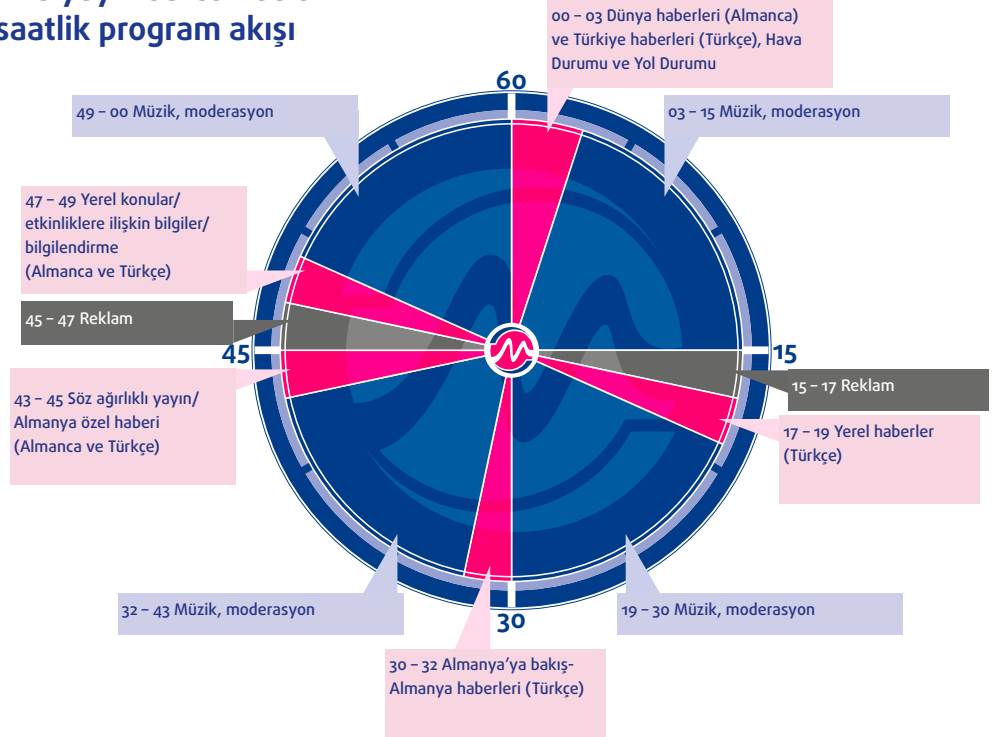 saatlik program akışı
00 – 03 Dünya haberleri (Almanca)
ve Türkiye haberleri (Türkçe), Hava
Durumu ve Yol Durumu
60
49 – 00 Müzik, moderasyon
03 – 15 Müzik, moderasyon
47 – 49 Yerel konular/
etkinliklere ilişkin bilgiler/
bilgilendirme
(Almanca ve Türkçe)
45 – 47 Reklam
45
15
15 – 17 Reklam
43 – 45 Söz ağırlıklı yayın/
Almanya özel haberi
(Almanca ve Türkçe)
17 – 19 Yerel haberler
(Türkçe)
32 – 43 Müzik, moderasyon
19 – 30 Müzik, moderasyon
30
30 – 32 Almanya’ya bakış-
Almanya haberleri (Türkçe)